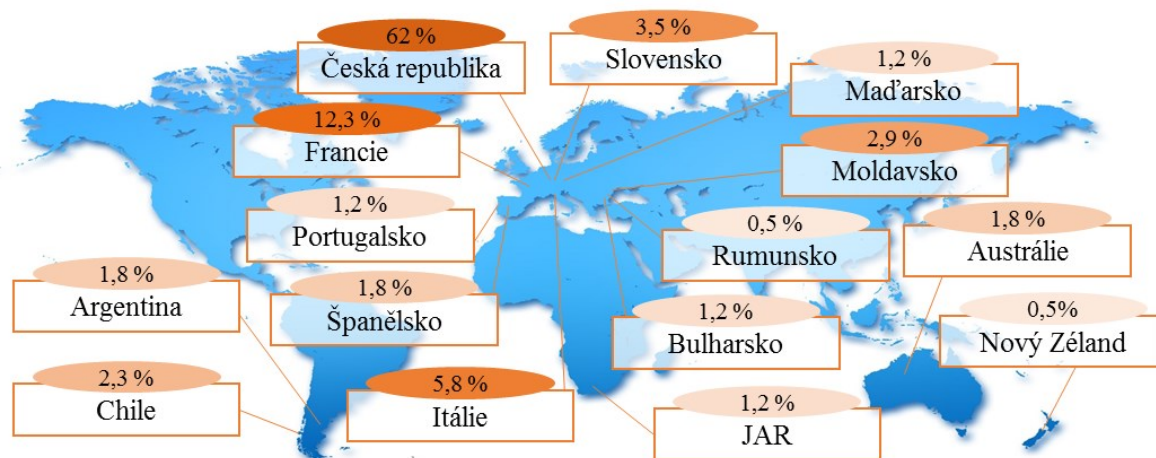 62 %
Česká republika
3,5 %
Slovensko
1,2 %
Maďarsko
12,3 %
Francie
2,9 %
Moldavsko
1,2 %
Portugalsko
0,5 %
Rumunsko
1,8 %
Austrálie
1,8 %
Argentina
1,8 %
Španělsko
1,2 %
Bulharsko
0,5%
Nový Zéland
2,3 %
Chile
5,8 %
Itálie
1,2 %
JAR